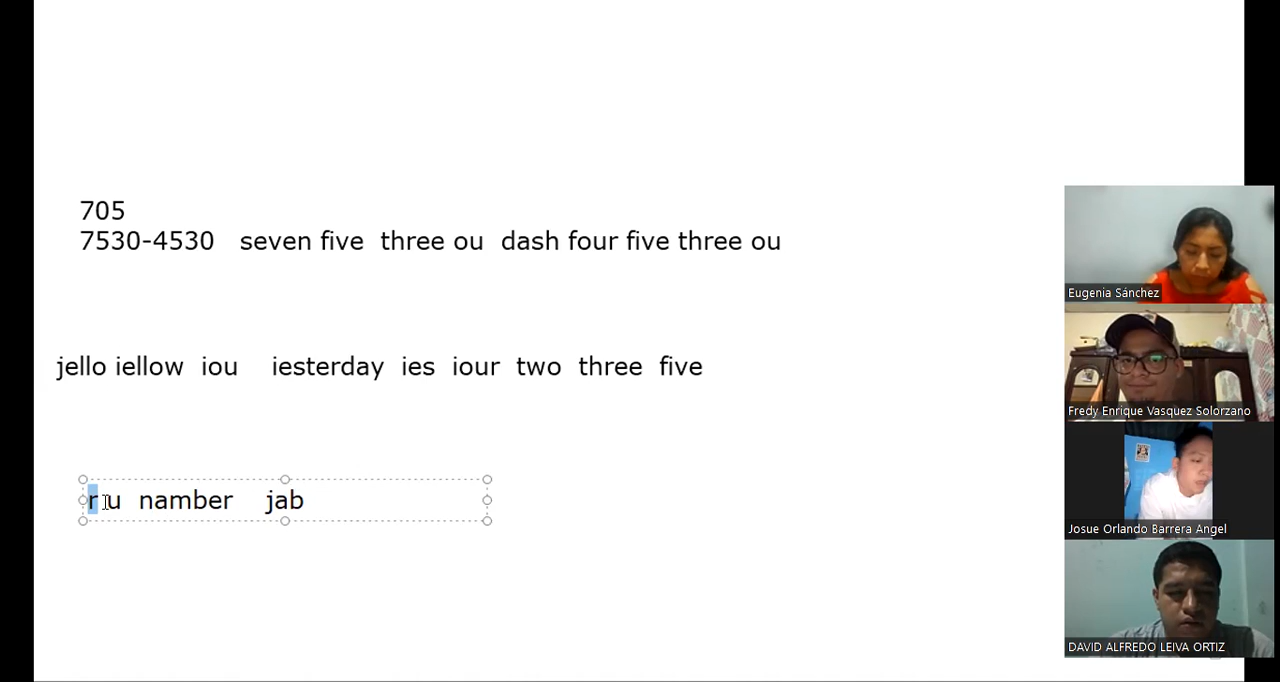 705
7530-4530 seven five three ou dash four five three ou
jello iellow iou iesterday ies iour two three five
r u namber jab
Eugenia Sánchez
Fredy Enrique Vasquez Solorzano
Josue Orlando Barrera Angel
DAVID ALFREDO LEIVA ORTIZ